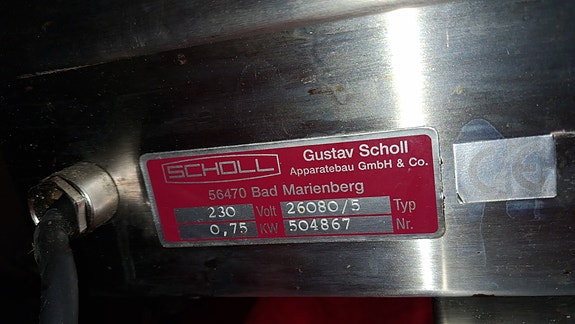 SCHOLL
Gustav Scholl
Apparatebau GmbH & Co.
56470 Bad Marienberg
230 Volt 26080/5 Typ
0,75 KW 504867 Nr.
CE